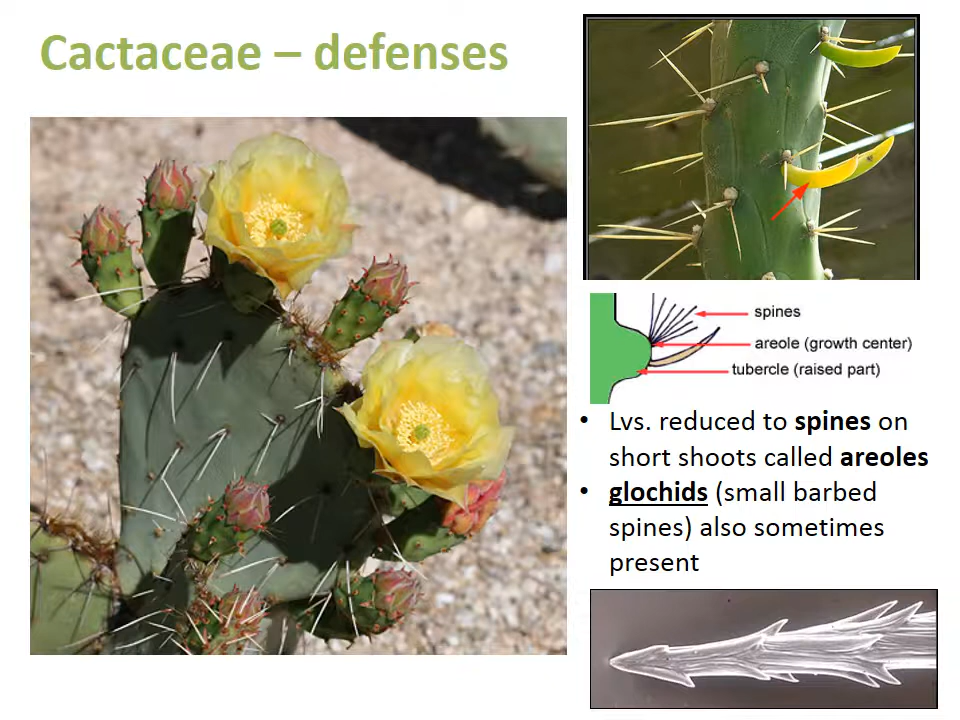 Cactaceae – defenses
spines
areole (growth center)
tubercle (raised part)
• Lvs. reduced to spines on
short shoots called areoles
• glochids (small barbed
spines) also sometimes
present